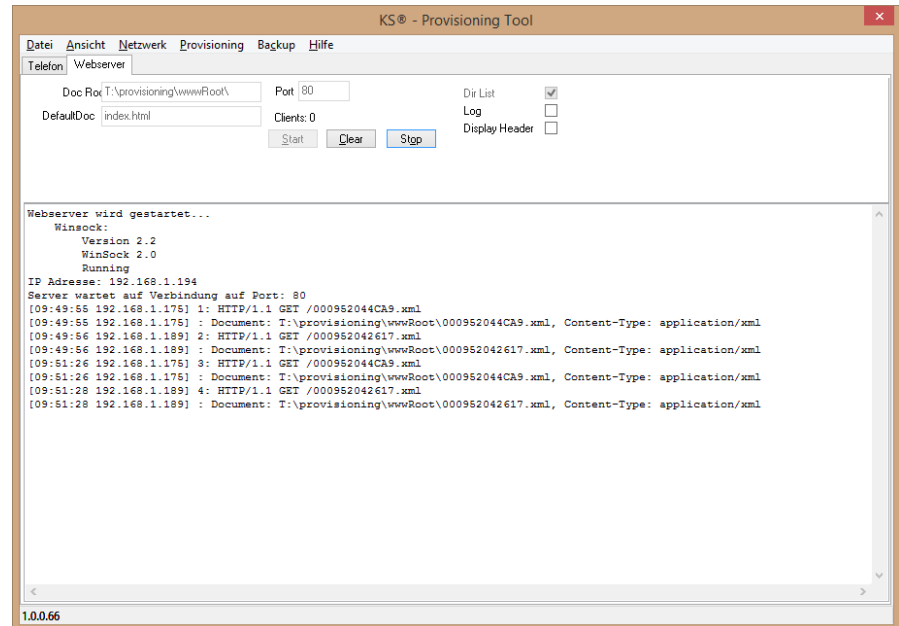 KS® - Provisioning Tool
Datei Ansicht Netzwerk Provisioning Backup Hilfe
Telefon Webserver
Doc Roo T:\provisioning\wwwRoot\ Port 80 Dir List
DefaultDoc index.html Clients: 0 Log
Display Header
Start Clear Stop
Webserver wird gestartet...
Winsock:
Version 2.2
WinSock 2.0
Running
IP Adresse: 192.168.1.194
Server wartet auf Verbindung auf Port: 80
[09:49:55 192.168.1.175] 1: HTTP/1.1 GET /000952044CA9.xml
[09:49:55 192.168.1.175] : Document: T:\provisioning\wwwRoot\000952044CA9.xml, Content-Type: application/xml
[09:49:56 192.168.1.189] 2: HTTP/1.1 GET /000952042617.xml
[09:49:56 192.168.1.189] : Document: T:\provisioning\wwwRoot\000952042617.xml, Content-Type: application/xml
[09:51:26 192.168.1.175] 3: HTTP/1.1 GET /000952044CA9.xml
[09:51:26 192.168.1.175] : Document: T:\provisioning\wwwRoot\000952044CA9.xml, Content-Type: application/xml
[09:51:28 192.168.1.189] 4: HTTP/1.1 GET /000952042617.xml
[09:51:28 192.168.1.189] : Document: T:\provisioning\wwwRoot\000952042617.xml, Content-Type: application/xml
1.0.0.66